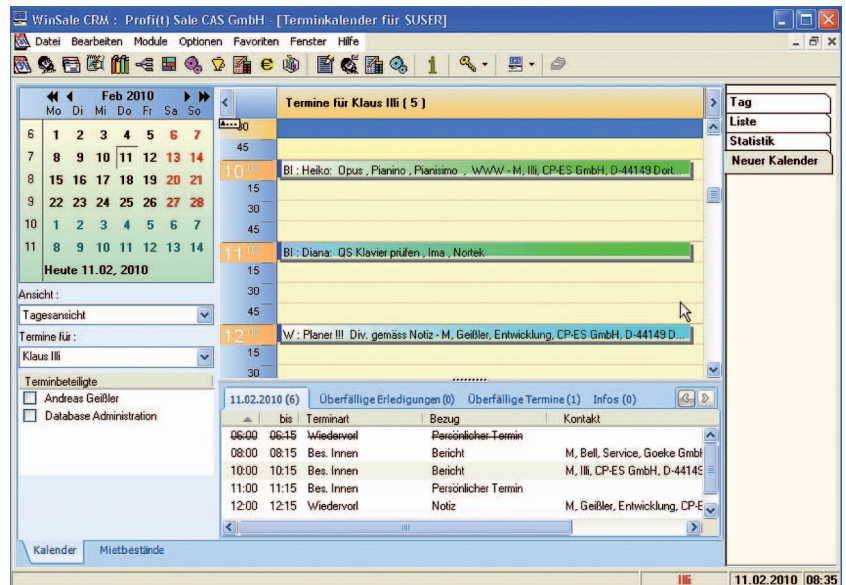 WinSale CRM : Profi(t) Sale CAS GmbH - [Terminkalender für $USER]
Datei Bearbeiten Module Optionen Favoriten Fenster Hilfe
Feb 2010
Mo Di Mi Do Fr Sa So
6 1 2 3 4 5 6 7
7 8 9 10 11 12 13 14
8 15 16 17 18 19 20 21
9 22 23 24 25 26 27 28
10 1 2 3 4 5 6 7
11 8 9 10 11 12 13 14
Heute 11.02, 2010
Ansicht :
Tagesansicht
Termine für :
Klaus Illi
Terminbeteiligte
Andreas Geißler
Database Administration
Kalender Mietbestände
Termine für Klaus Illi ( 5 )
30
45
10 00 BI : Heiko: Opus , Pianino , Pianisimo , WWW - M, Illi, CP-ES GmbH, D-44149 Dort...
15
30
45
11 00 BI : Diana: QS Klavier prüfen , Ima , Nortek
15
30
45
12 00 W : Planer !!! Div. gemäss Notiz - M, Geißler, Entwicklung, CP-ES GmbH, D-44149 D...
15
30
11.02.2010 (6) Überfällige Erledigungen (0) Überfällige Termine (1) Infos (0)
bis Terminart Bezug Kontakt
06:00 06:15 Wiedervorl Persönlicher Termin
08:00 08:15 Bes. Innen Bericht M, Bell, Service, Goeke Gmbh
10:00 10:15 Bes. Innen Bericht M, Illi, CP-ES GmbH, D-44149
11:00 11:15 Bes. Innen Persönlicher Termin
12:00 12:15 Wiedervorl Notiz M, Geißler, Entwicklung, CP-E
Tag
Liste
Statistik
Neuer Kalender
Illi 11.02.2010 08:35